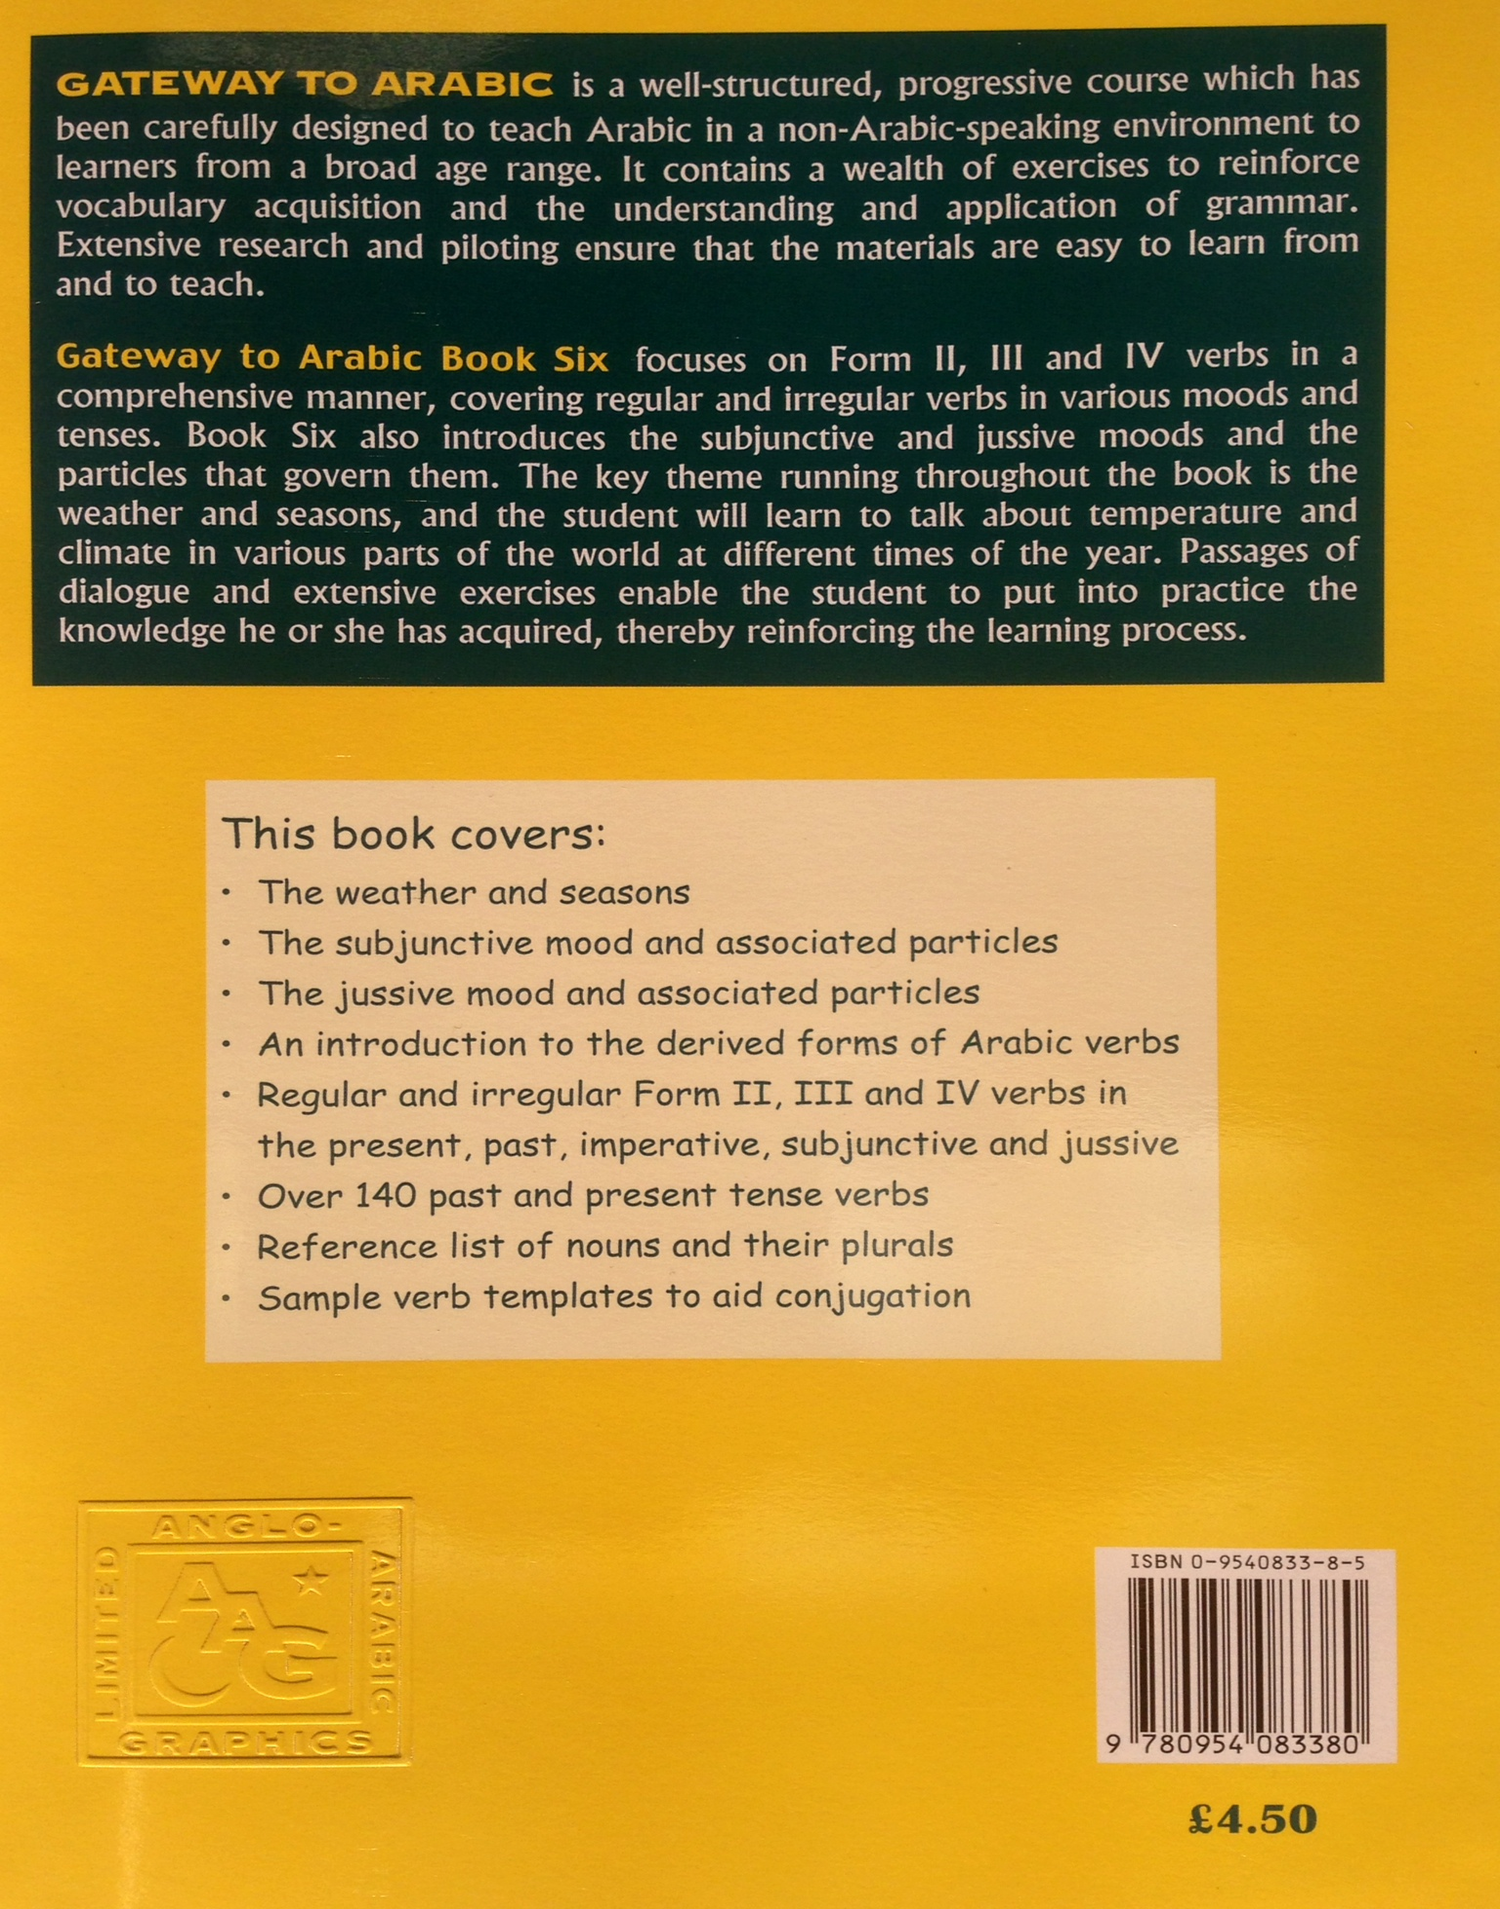 GATEWAY TO ARABIC is a well-structured, progressive course which has
been carefully designed to teach Arabic in a non-Arabic-speaking environment to
learners from a broad age range. It contains a wealth of exercises to reinforce
vocabulary acquisition and the understanding and application of grammar.
Extensive research and piloting ensure that the materials are easy to learn from
and to teach.
Gateway to Arabic Book Six focuses on Form II, III and IV verbs in a
comprehensive manner, covering regular and irregular verbs in various moods and
tenses. Book Six also introduces the subjunctive and jussive moods and the
particles that govern them. The key theme running throughout the book is the
weather and seasons, and the student will learn to talk about temperature and
climate in various parts of the world at different times of the year. Passages of
dialogue and extensive exercises enable the student to put into practice the
knowledge he or she has acquired, thereby reinforcing the learning process.
This book covers:
• The weather and seasons
• The subjunctive mood and associated particles
• The jussive mood and associated particles
• An introduction to the derived forms of Arabic verbs
• Regular and irregular Form II, III and IV verbs in
the present, past, imperative, subjunctive and jussive
• Over 140 past and present tense verbs
• Reference list of nouns and their plurals
• Sample verb templates to aid conjugation
ANGLO-
ARABIC
GRAPHICS
LIMITED
AAG
ISBN 0-9540833-8-5
9 780954 083380
£4.50